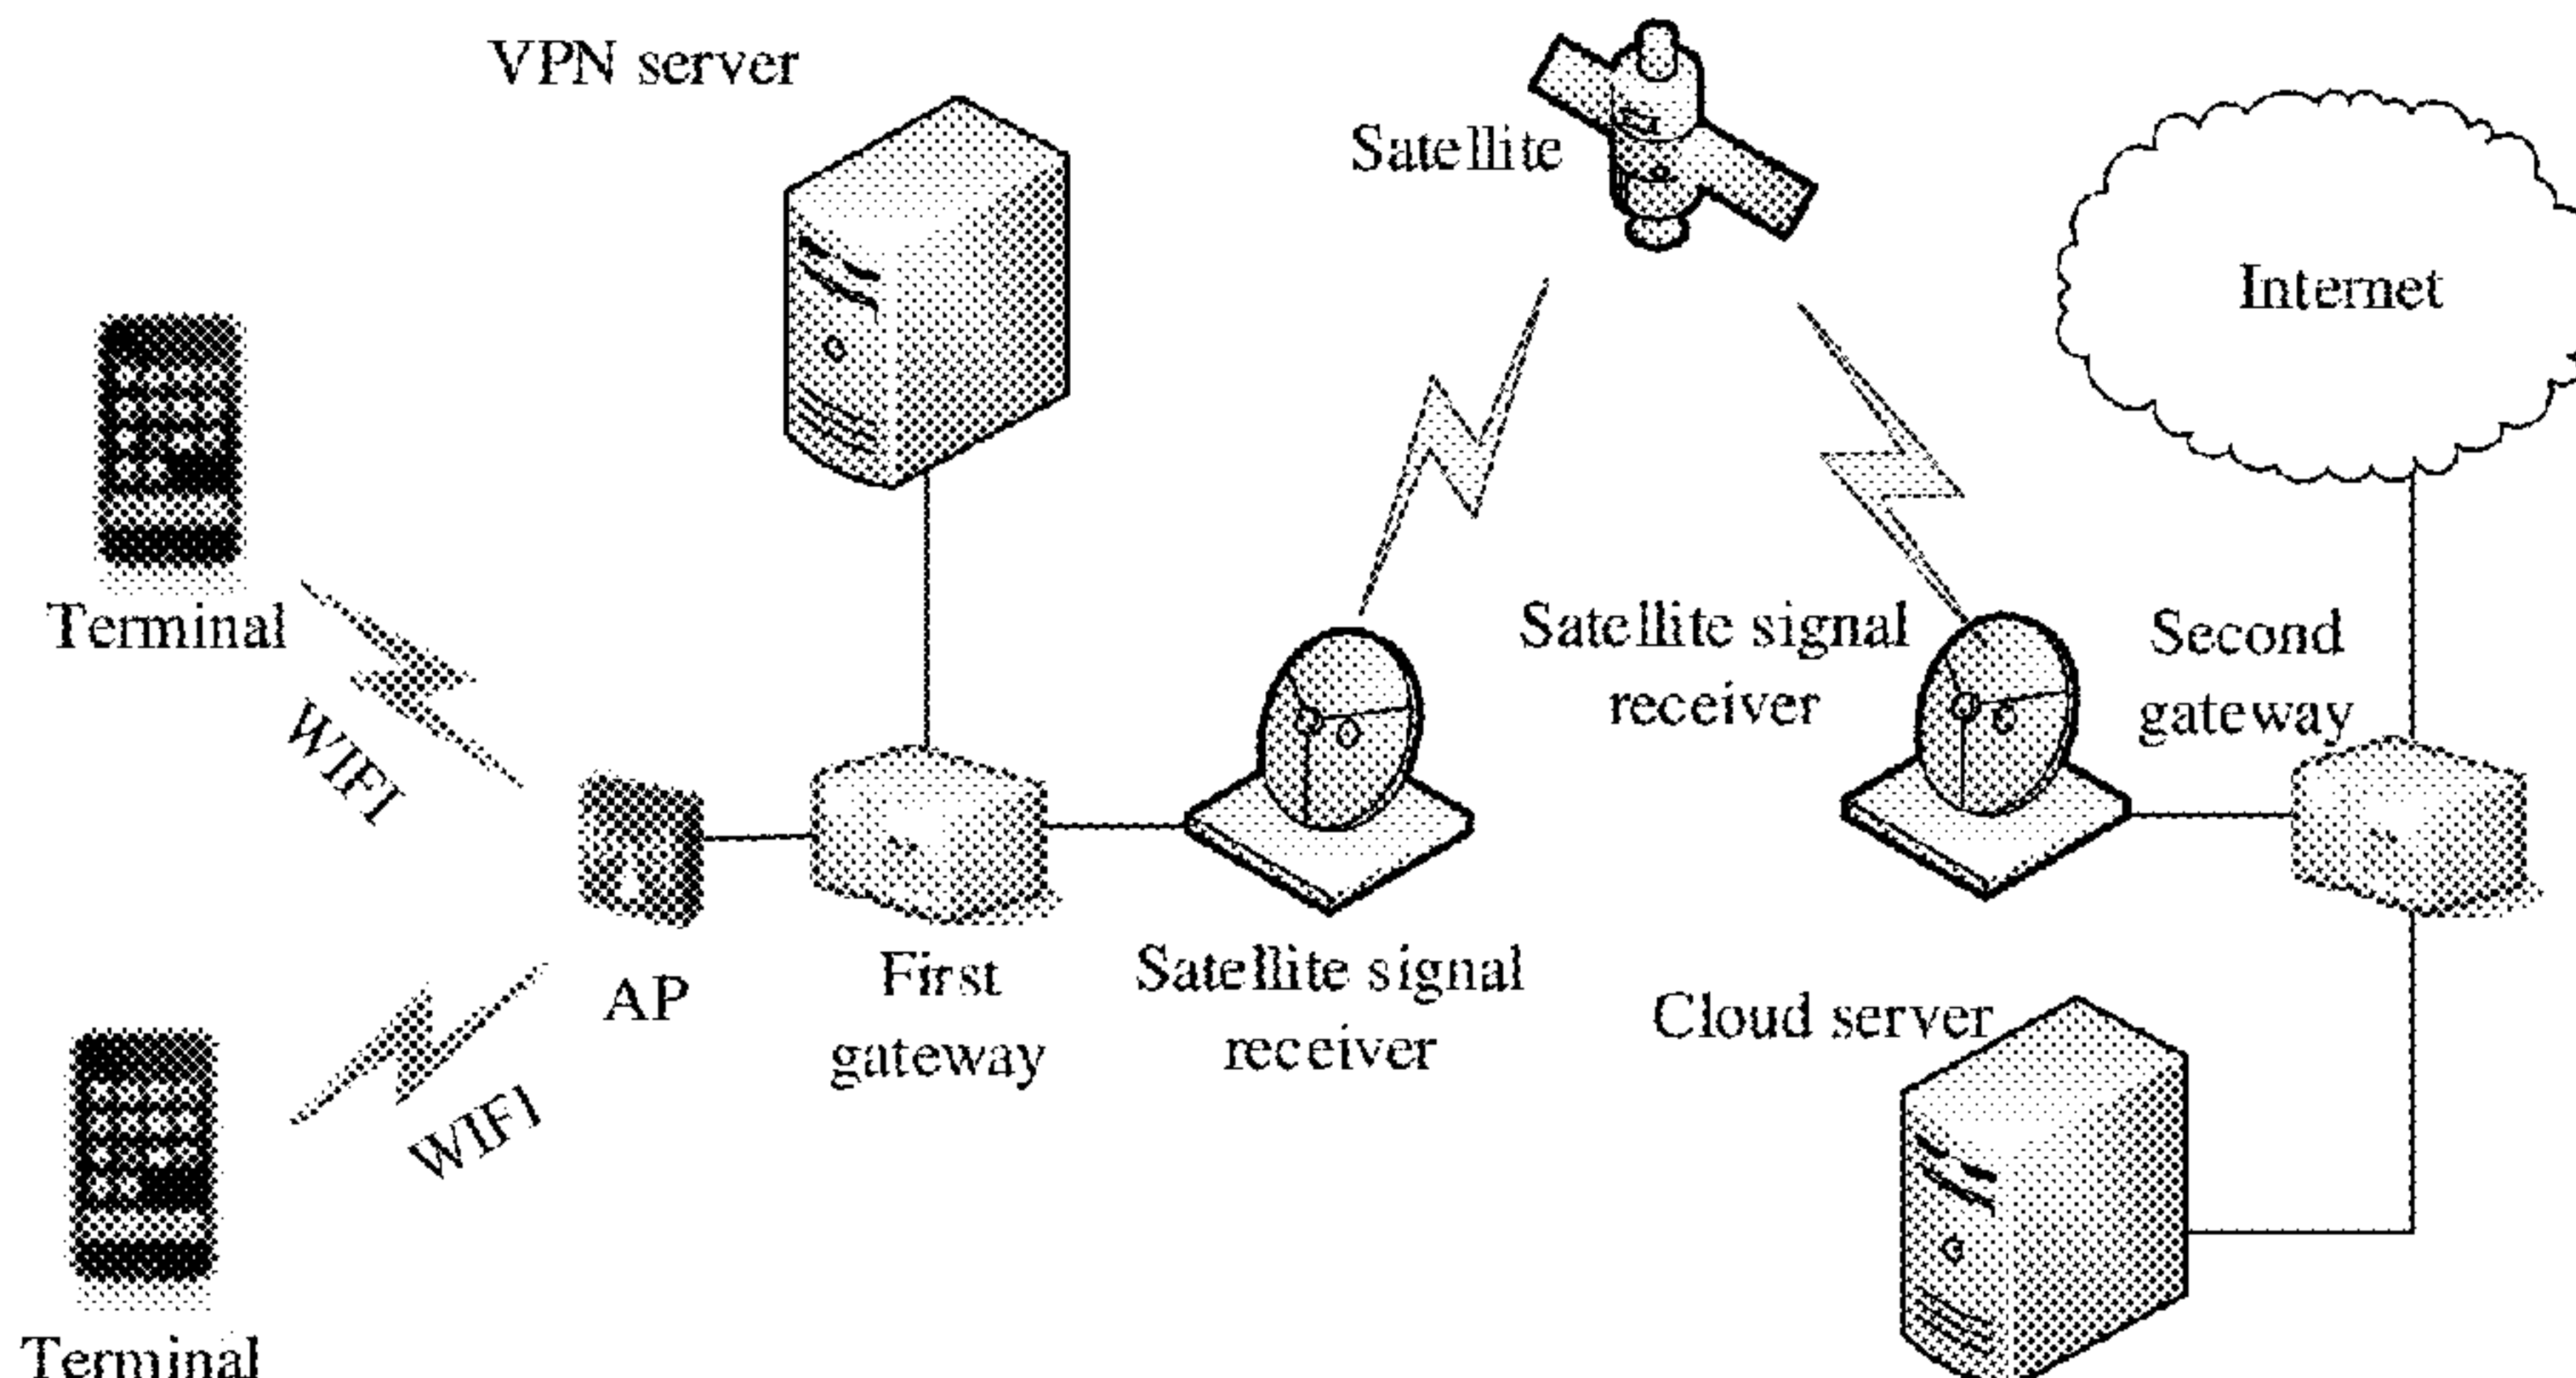 VPN server
Satellite
Internet
Terminal
WIFI
Satellite signal
receiver
Second
gateway
AP
First
gateway
Satellite signal
receiver
Cloud server
WIFI
Terminal